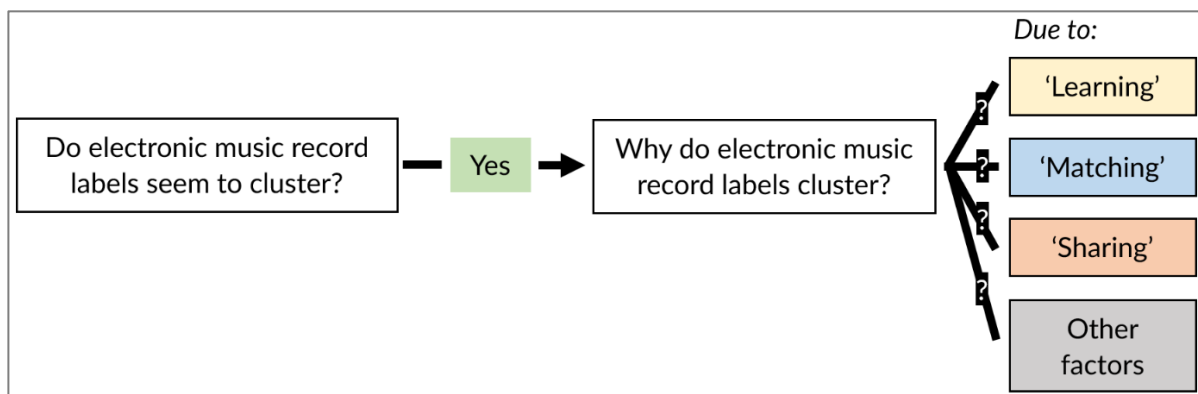 Due to:
Do electronic music record
labels seem to cluster?
Yes
Why do electronic music
record labels cluster?
?
‘Learning’
?
‘Matching’
?
‘Sharing’
?
Other
factors